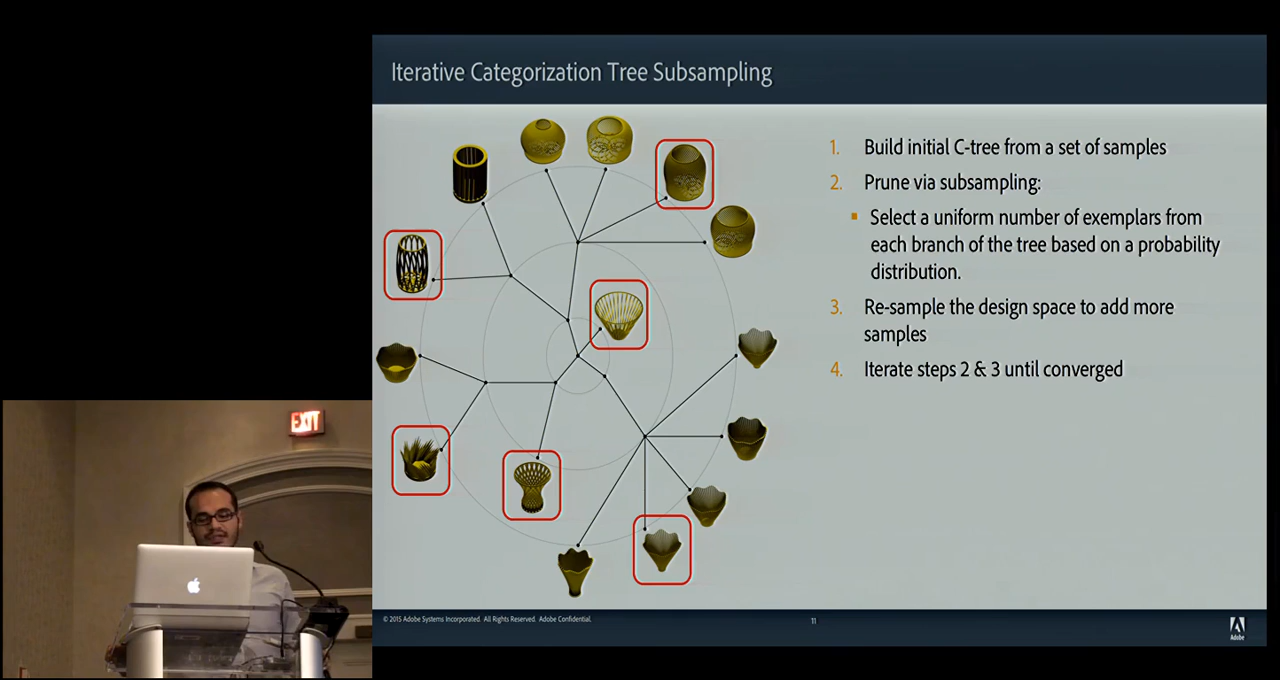 Iterative Categorization Tree Subsampling
1. Build initial C-tree from a set of samples
2. Prune via subsampling:
▪ Select a uniform number of exemplars from
each branch of the tree based on a probability
distribution.
3. Re-sample the design space to add more
samples
4. Iterate steps 2 & 3 until converged
EXIT
© 2015 Adobe Systems Incorporated. All Rights Reserved. Adobe Confidential.
11
Adobe